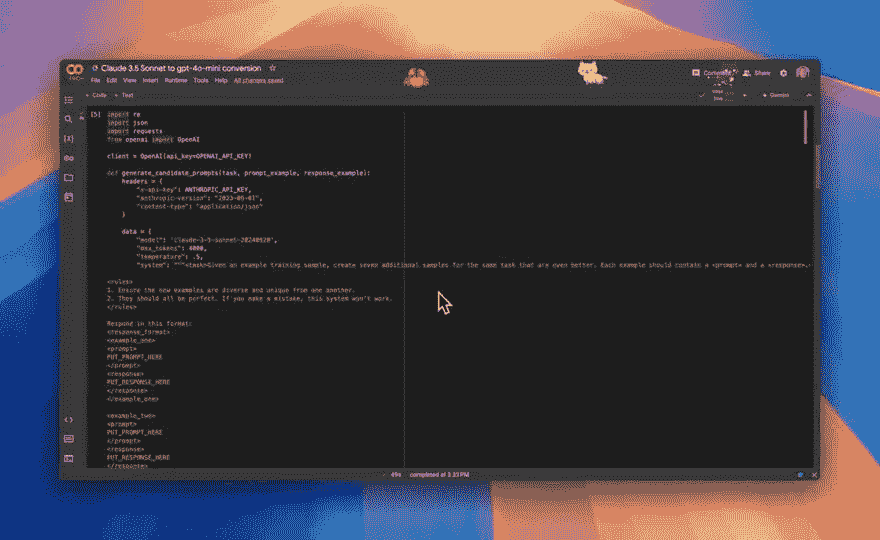 Claude 3.5 Sonnet to gpt-4o-mini conversion
File Edit View Insert Runtime Tools Help All changes saved
Comment Share
+ Code + Text
Gemini
[5] import re
import json
import requests
from openai import OpenAI
client = OpenAI(api_key=OPENAI_API_KEY)
def generate_candidate_prompts(task, prompt_example, response_example):
headers = {
"x-api-key": ANTHROPIC_API_KEY,
"anthropic-version": "2023-06-01",
"content-type": "application/json"
}
data = {
"model": 'claude-3-5-sonnet-20240620',
"max_tokens": 4000,
"temperature": .5,
"system": """<task>Given an example training sample, create seven additional samples for the same task that are even better. Each example should contain a <prompt> and a <response>.
<rules>
1. Ensure the new examples are diverse and unique from one another.
2. They should all be perfect. If you make a mistake, this system won't work.
</rules>
Respond in this format:
<response_format>
<example_one>
<prompt>
PUT_PROMPT_HERE
</prompt>
<response>
PUT_RESPONSE_HERE
</response>
</example_one>
<example_two>
<prompt>
PUT_PROMPT_HERE
</prompt>
<response>
PUT_RESPONSE_HERE
</response>
49s completed at 3:33 PM